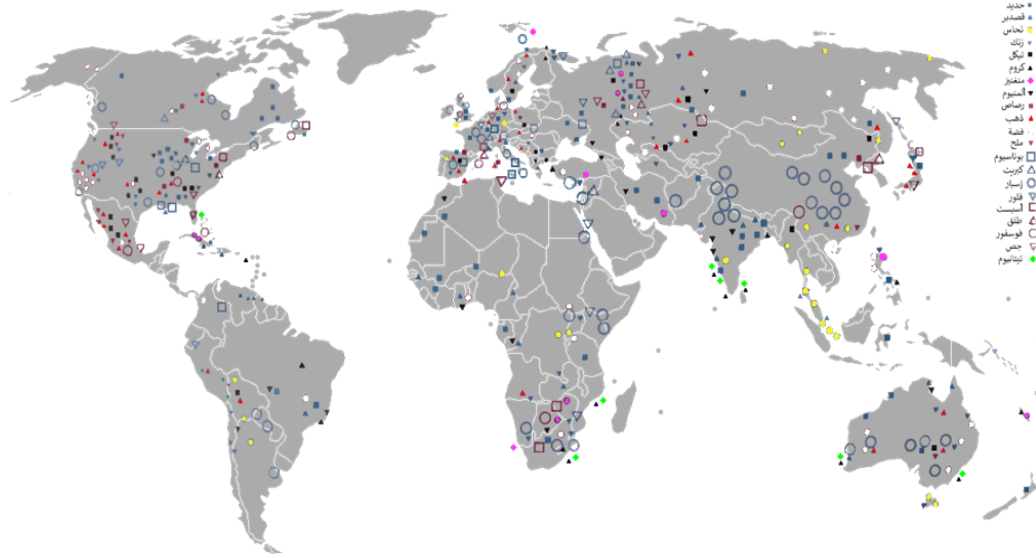 حديد
قصدير
نحاس
زنك
نيكل
كروم
منغنيز
ألمنيوم
رصاص
ذهب
فضة
ملح
بوتاسيوم
كبريت
إسبار
فلور
أسبست
طلق
فوسفور
جص
تيتانيوم